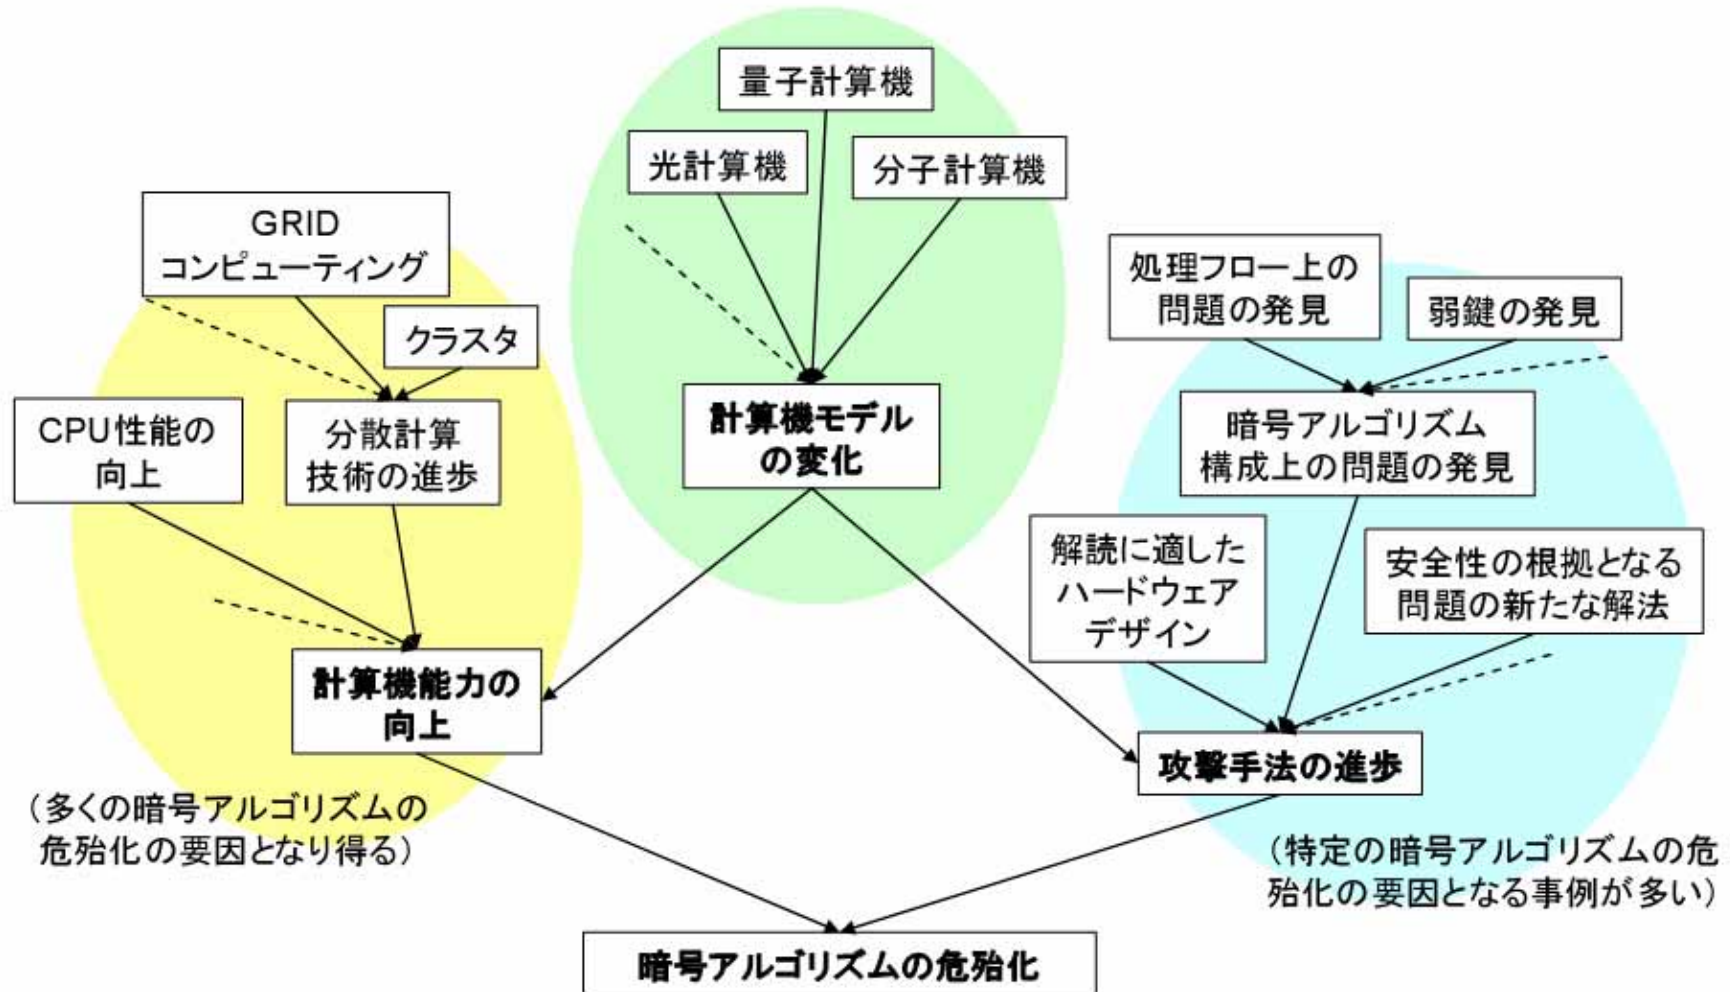 量子計算機
光計算機
分子計算機
GRID
コンピューティング
クラスタ
CPU性能の
向上
分散計算
技術の進歩
計算機モデル
の変化
処理フロー上の
問題の発見
弱鍵の発見
暗号アルゴリズム
構成上の問題の発見
解読に適した
ハードウェア
デザイン
安全性の根拠となる
問題の新たな解法
計算機能力の
向上
攻撃手法の進歩
（多くの暗号アルゴリズムの
危殆化の要因となり得る）
（特定の暗号アルゴリズムの危
殆化の要因となる事例が多い）
暗号アルゴリズムの危殆化